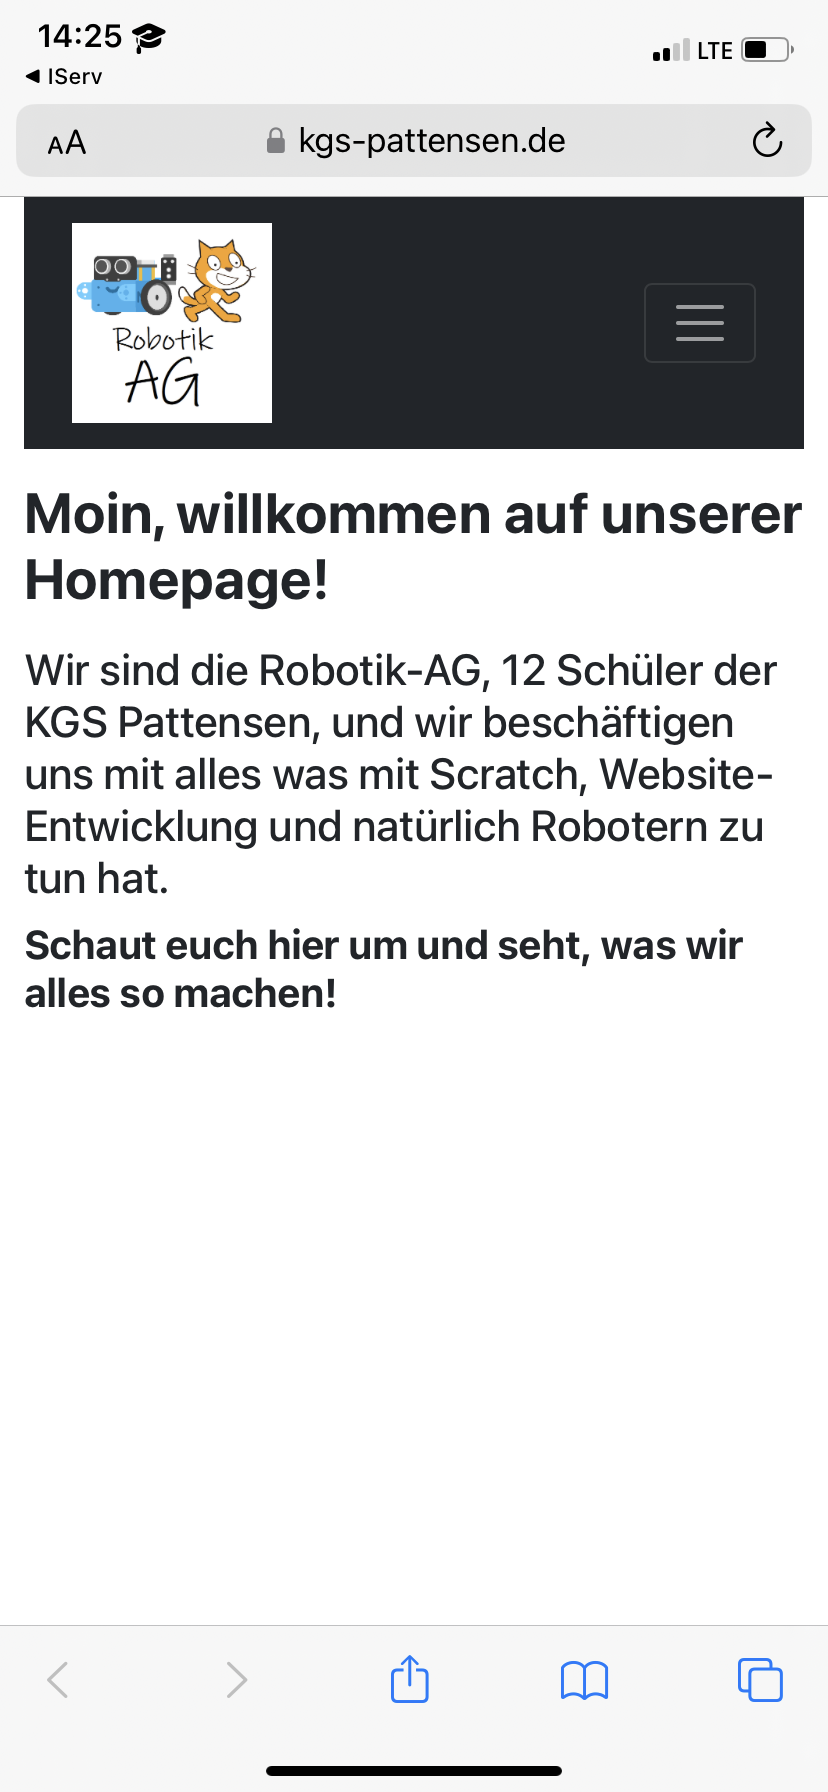 14:25
◀ IServ
LTE
AA
kgs-pattensen.de
Robotik
AG
Moin, willkommen auf unserer
Homepage!
Wir sind die Robotik-AG, 12 Schüler der
KGS Pattensen, und wir beschäftigen
uns mit alles was mit Scratch, Website-
Entwicklung und natürlich Robotern zu
tun hat.
Schaut euch hier um und seht, was wir
alles so machen!